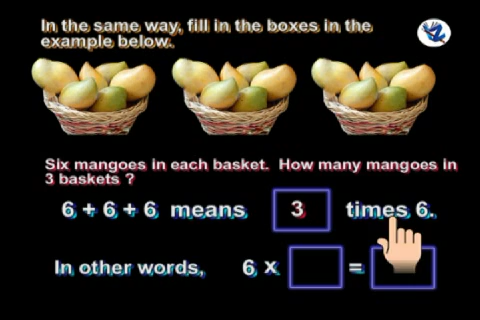 In the same way, fill in the boxes in the
example below.
Six mangoes in each basket. How many mangoes in
3 baskets ?
6 + 6 + 6 means 3 times 6.
In other words, 6 x =